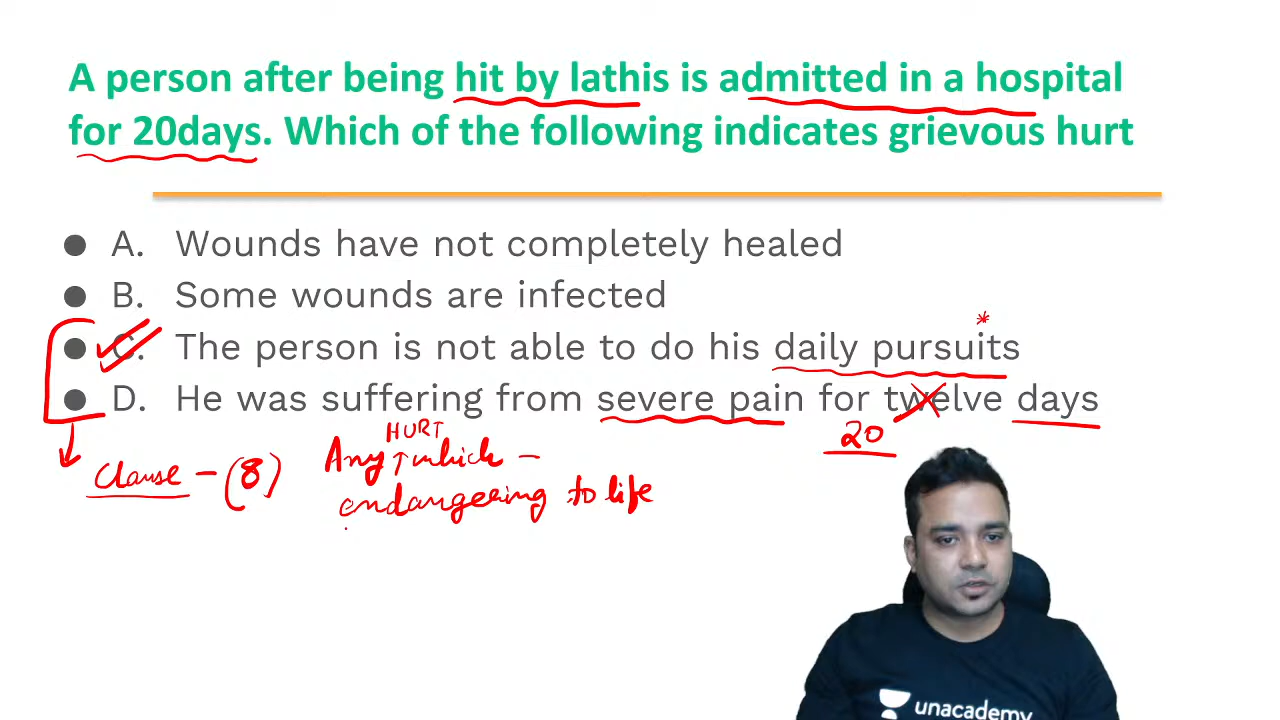 A person after being hit by lathis is admitted in a hospital
for 20days. Which of the following indicates grievous hurt
A. Wounds have not completely healed
B. Some wounds are infected
C. The person is not able to do his daily pursuits *
D. He was suffering from severe pain for twelve days
20
HURT
Clause - (8) Any ↑ which -
endangering to life
unacademy